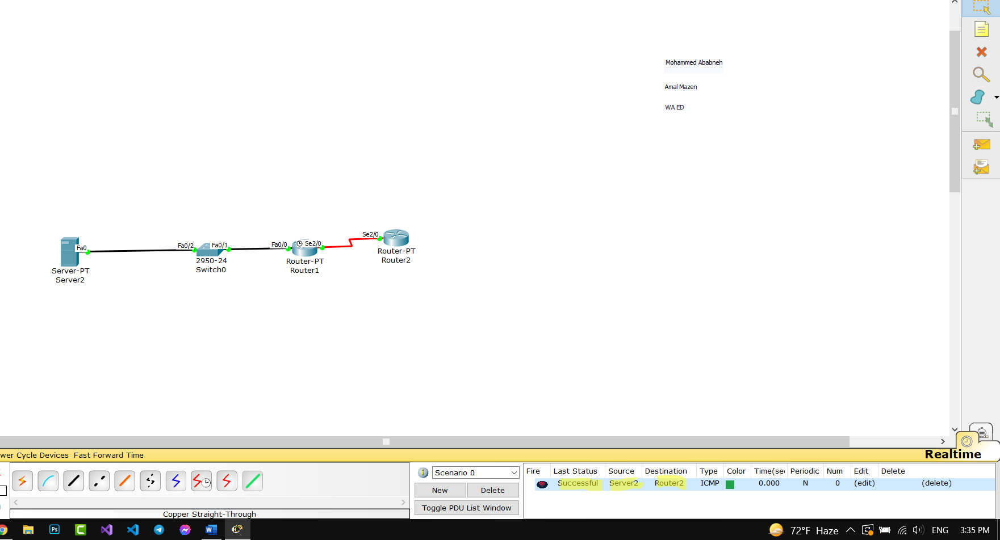 Mohammed Ababneh
Amal Mazen
WA ED
Fa0
Fa0/2
Fa0/1
Fa0/0
Se2/0
Se2/0
Server-PT
Server2
2950-24
Switch0
Router-PT
Router1
Router-PT
Router2
wer Cycle Devices Fast Forward Time
Realtime
Scenario 0
New
Delete
Toggle PDU List Window
Copper Straight-Through
Fire Last Status Source Destination Type Color Time(sec Periodic Num Edit Delete
Successful Server2 Router2 ICMP 0.000 N 0 (edit) (delete)
Ps
72°F Haze ENG 3:35 PM